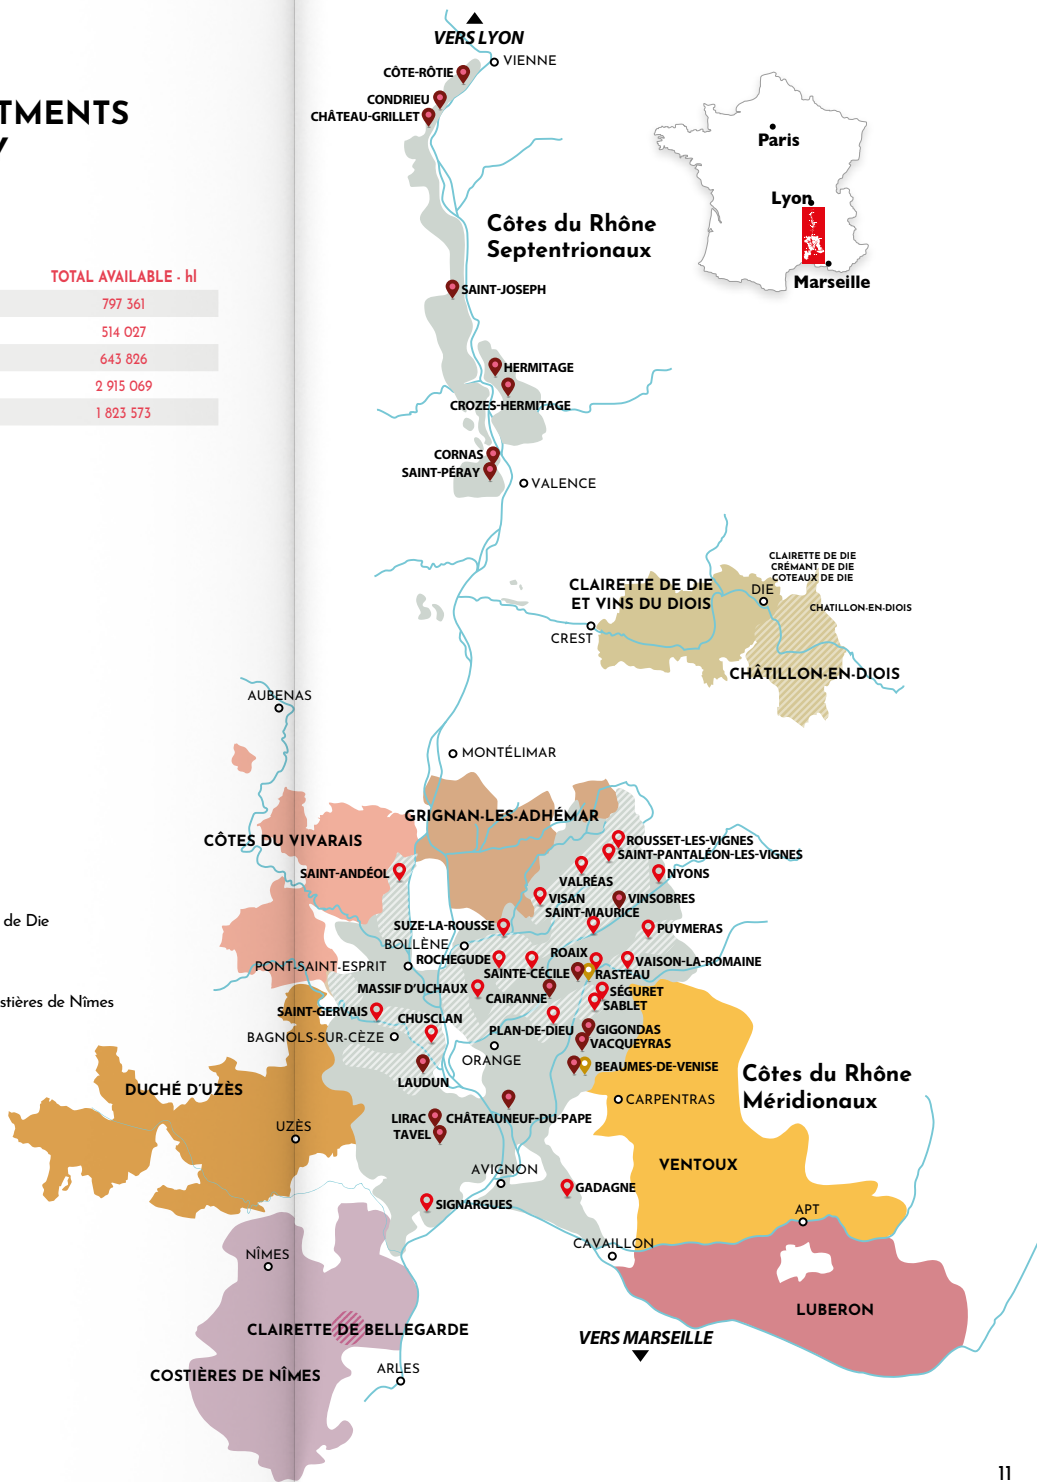 TMENTS
TOTAL AVAILABLE - hl
797 361
514 027
643 826
2 915 069
1 823 573
de Die
stières de Nîmes
VERS LYON
VIENNE
CÔTE-RÔTIE
CONDRIEU
CHÂTEAU-GRILLET
Paris
Lyon
Marseille
Côtes du Rhône
Septentrionaux
SAINT-JOSEPH
HERMITAGE
CROZES-HERMITAGE
CORNAS
SAINT-PÉRAY
VALENCE
CLAIRETTE DE DIE
CRÉMANT DE DIE
COTEAUX DE DIE
CLAIRETTE DE DIE
ET VINS DU DIOIS
DIE
CHATILLON-EN-DIOIS
CREST
CHÂTILLON-EN-DIOIS
AUBENAS
MONTÉLIMAR
GRIGNAN-LES-ADHÉMAR
CÔTES DU VIVARAIS
ROUSSET-LES-VIGNES
SAINT-PANTALÉON-LES-VIGNES
SAINT-ANDÉOL
VALRÉAS
NYONS
VISAN
VINSOBRES
SAINT-MAURICE
SUZE-LA-ROUSSE
PUYMERAS
BOLLÈNE
ROCHEGUDE
ROAIX
VAISON-LA-ROMAINE
PONT-SAINT-ESPRIT
SAINTE-CÉCILE
RASTEAU
MASSIF D'UCHAUX
CAIRANNE
SÉGURET
SABLET
SAINT-GERVAIS
CHUSCLAN
PLAN-DE-DIEU
GIGONDAS
BAGNOLS-SUR-CÈZE
VACQUEYRAS
ORANGE
BEAUMES-DE-VENISE
LAUDUN
DUCHÉ D'UZÈS
Côtes du Rhône
Méridionaux
CARPENTRAS
LIRAC
CHÂTEAUNEUF-DU-PAPE
UZÈS
TAVEL
VENTOUX
AVIGNON
GADAGNE
SIGNARGUES
APT
CAVAILLON
NÎMES
LUBERON
CLAIRETTE DE BELLEGARDE
VERS MARSEILLE
COSTIÈRES DE NÎMES
ARLES
11